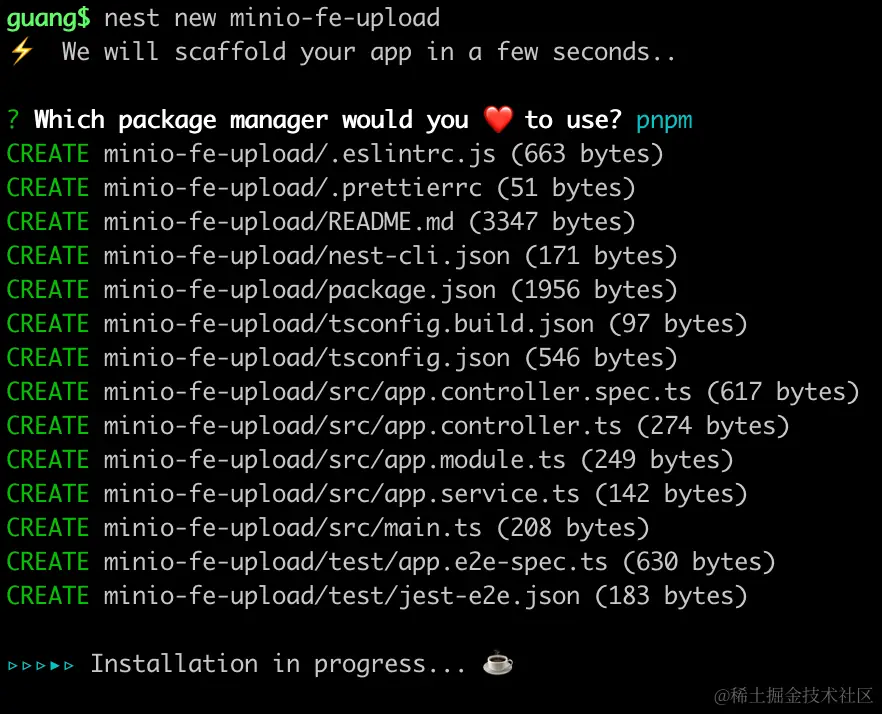 guang$ nest new minio-fe-upload
⚡ We will scaffold your app in a few seconds..
? Which package manager would you ❤️ to use? pnpm
CREATE minio-fe-upload/.eslintrc.js (663 bytes)
CREATE minio-fe-upload/.prettierrc (51 bytes)
CREATE minio-fe-upload/README.md (3347 bytes)
CREATE minio-fe-upload/nest-cli.json (171 bytes)
CREATE minio-fe-upload/package.json (1956 bytes)
CREATE minio-fe-upload/tsconfig.build.json (97 bytes)
CREATE minio-fe-upload/tsconfig.json (546 bytes)
CREATE minio-fe-upload/src/app.controller.spec.ts (617 bytes)
CREATE minio-fe-upload/src/app.controller.ts (274 bytes)
CREATE minio-fe-upload/src/app.module.ts (249 bytes)
CREATE minio-fe-upload/src/app.service.ts (142 bytes)
CREATE minio-fe-upload/src/main.ts (208 bytes)
CREATE minio-fe-upload/test/app.e2e-spec.ts (630 bytes)
CREATE minio-fe-upload/test/jest-e2e.json (183 bytes)
▹▹▹▸▹ Installation in progress... ☕
@稀土掘金技术社区